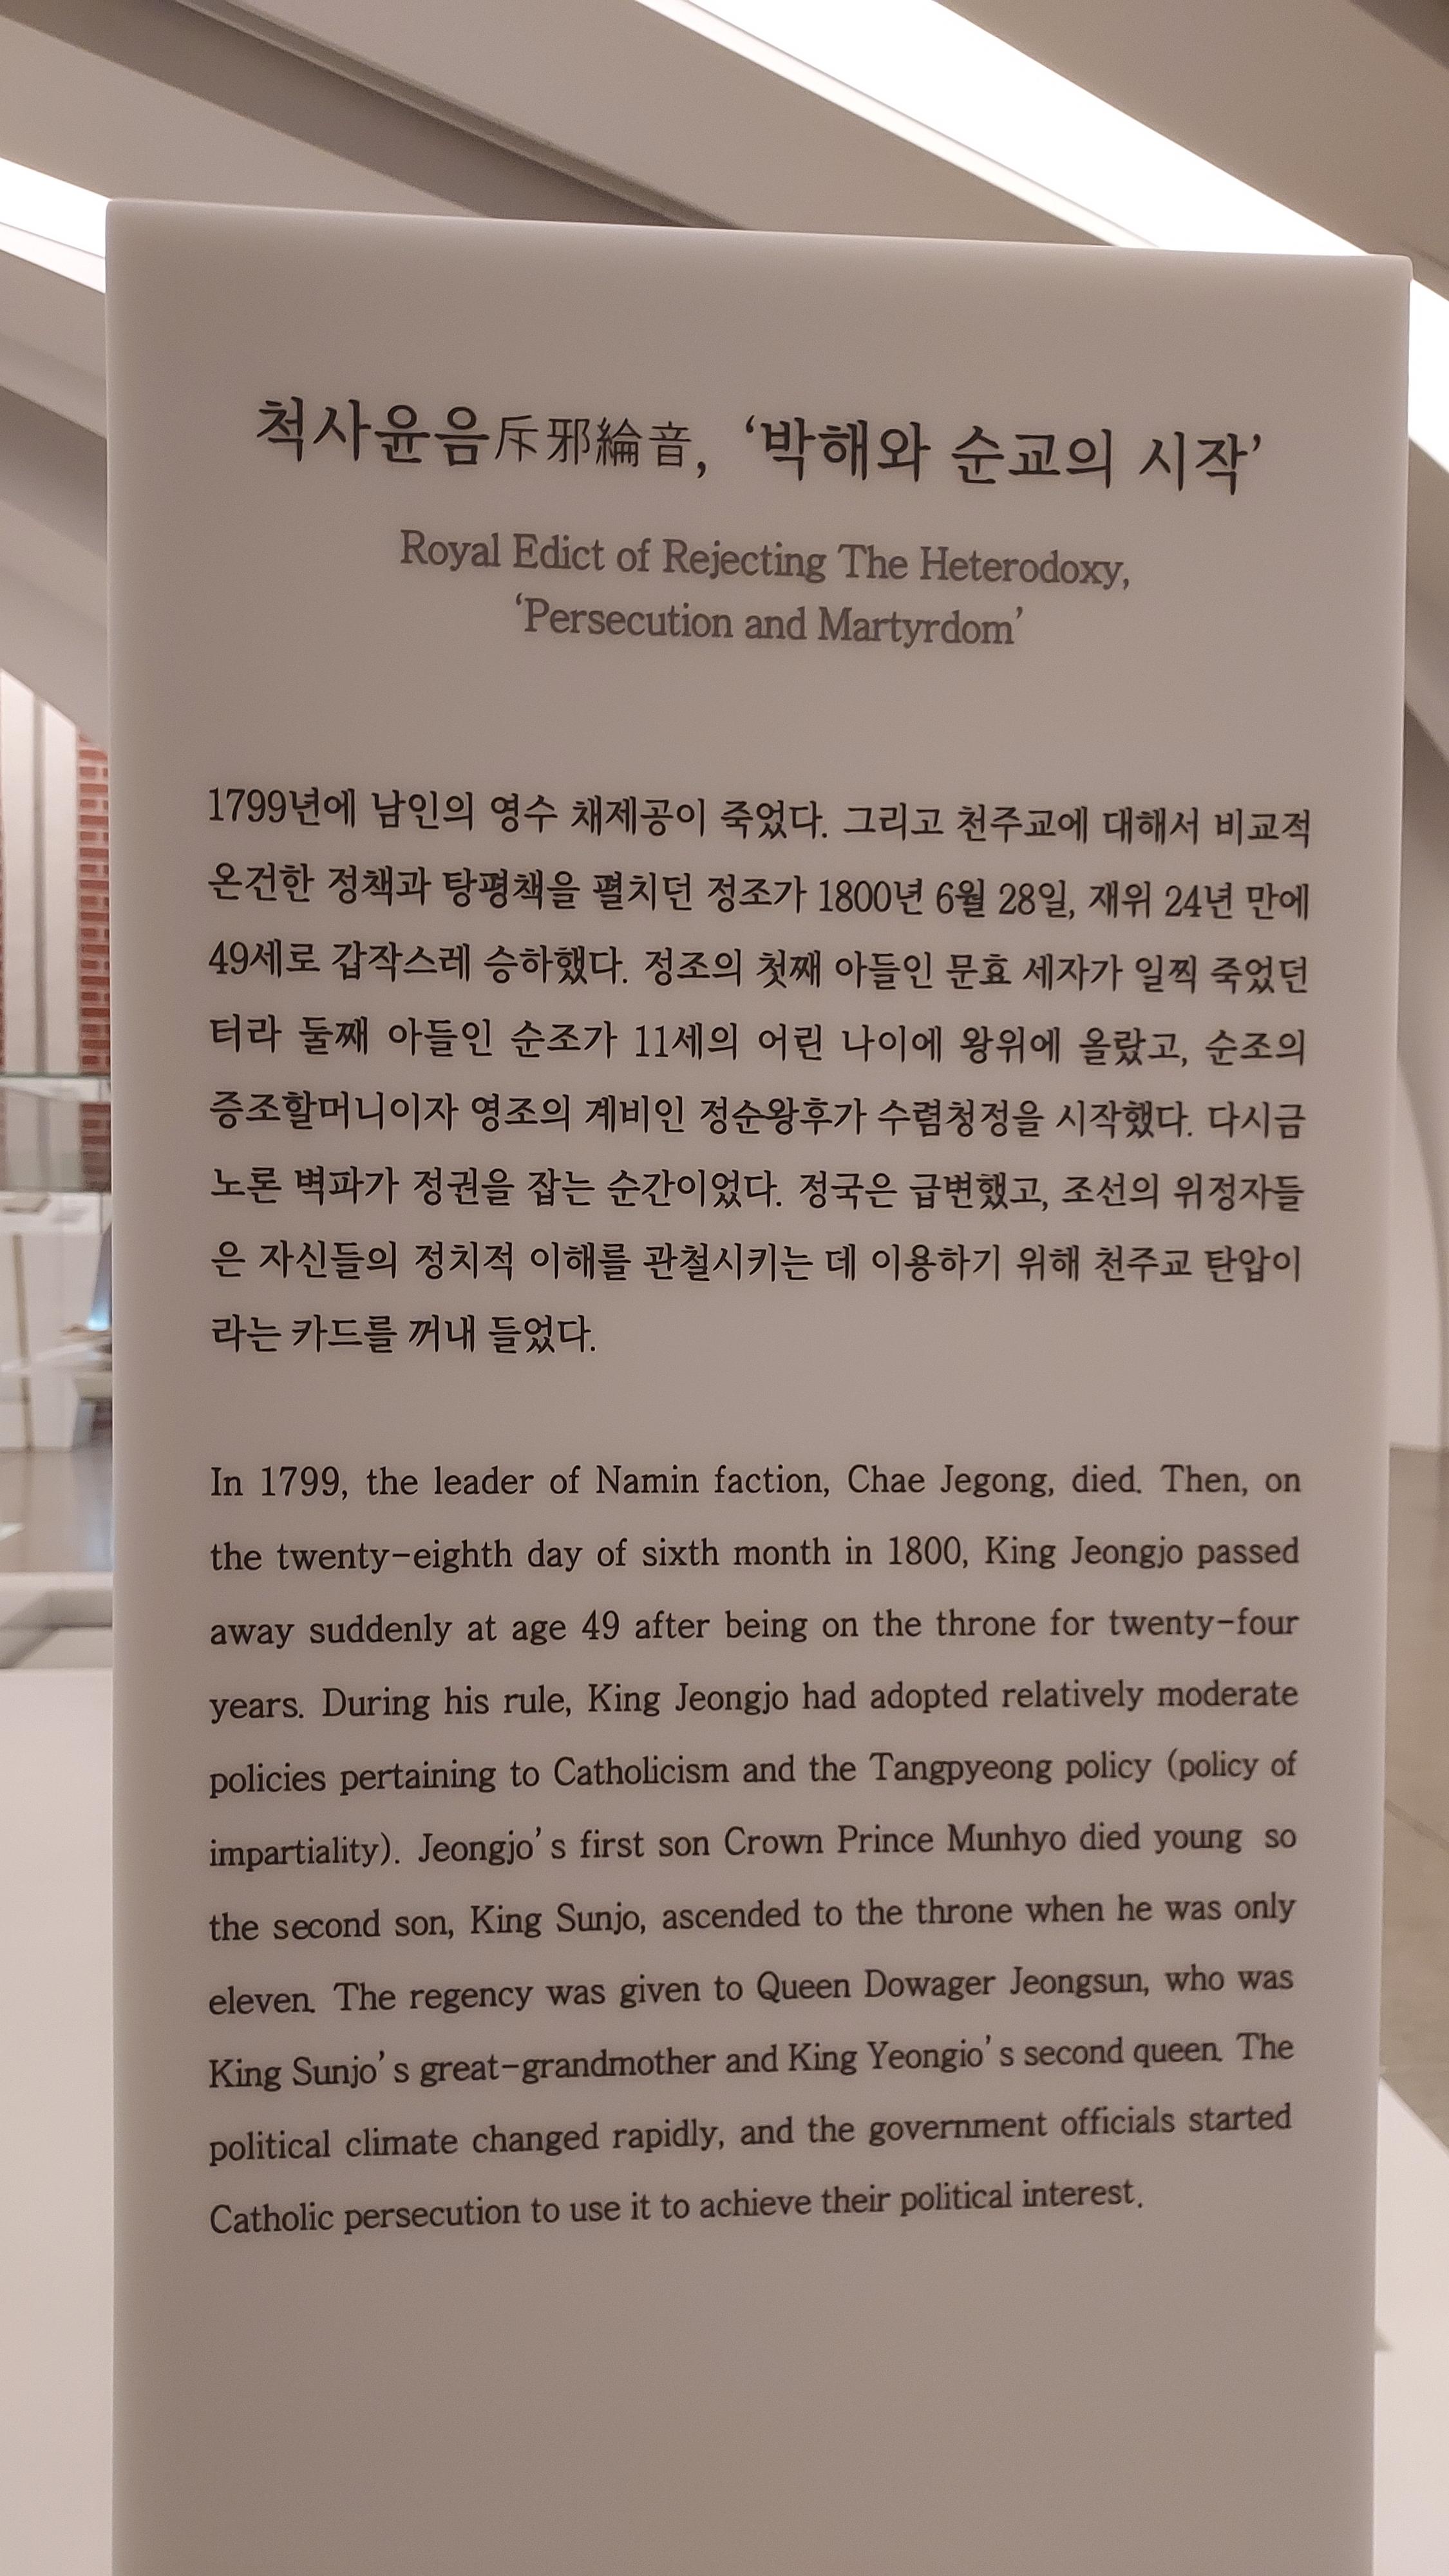 척사윤음斥邪綸音, ‘박해와 순교의 시작’
Royal Edict of Rejecting The Heterodoxy,
‘Persecution and Martyrdom’
1799년에 남인의 영수 채제공이 죽었다. 그리고 천주교에 대해서 비교적
온건한 정책과 탕평책을 펼치던 정조가 1800년 6월 28일, 재위 24년 만에
49세로 갑작스레 승하했다. 정조의 첫째 아들인 문효 세자가 일찍 죽었던
터라 둘째 아들인 순조가 11세의 어린 나이에 왕위에 올랐고, 순조의
증조할머니이자 영조의 계비인 정순왕후가 수렴청정을 시작했다. 다시금
노론 벽파가 정권을 잡는 순간이었다. 정국은 급변했고, 조선의 위정자들
은 자신들의 정치적 이해를 관철시키는 데 이용하기 위해 천주교 탄압이
라는 카드를 꺼내 들었다.
In 1799, the leader of Namin faction, Chae Jegong, died. Then, on
the twenty-eighth day of sixth month in 1800, King Jeongjo passed
away suddenly at age 49 after being on the throne for twenty-four
years. During his rule, King Jeongjo had adopted relatively moderate
policies pertaining to Catholicism and the Tangpyeong policy (policy of
impartiality). Jeongjo’s first son Crown Prince Munhyo died young so
the second son, King Sunjo, ascended to the throne when he was only
eleven. The regency was given to Queen Dowager Jeongsun, who was
King Sunjo’s great-grandmother and King Yeongio’s second queen. The
political climate changed rapidly, and the government officials started
Catholic persecution to use it to achieve their political interest.